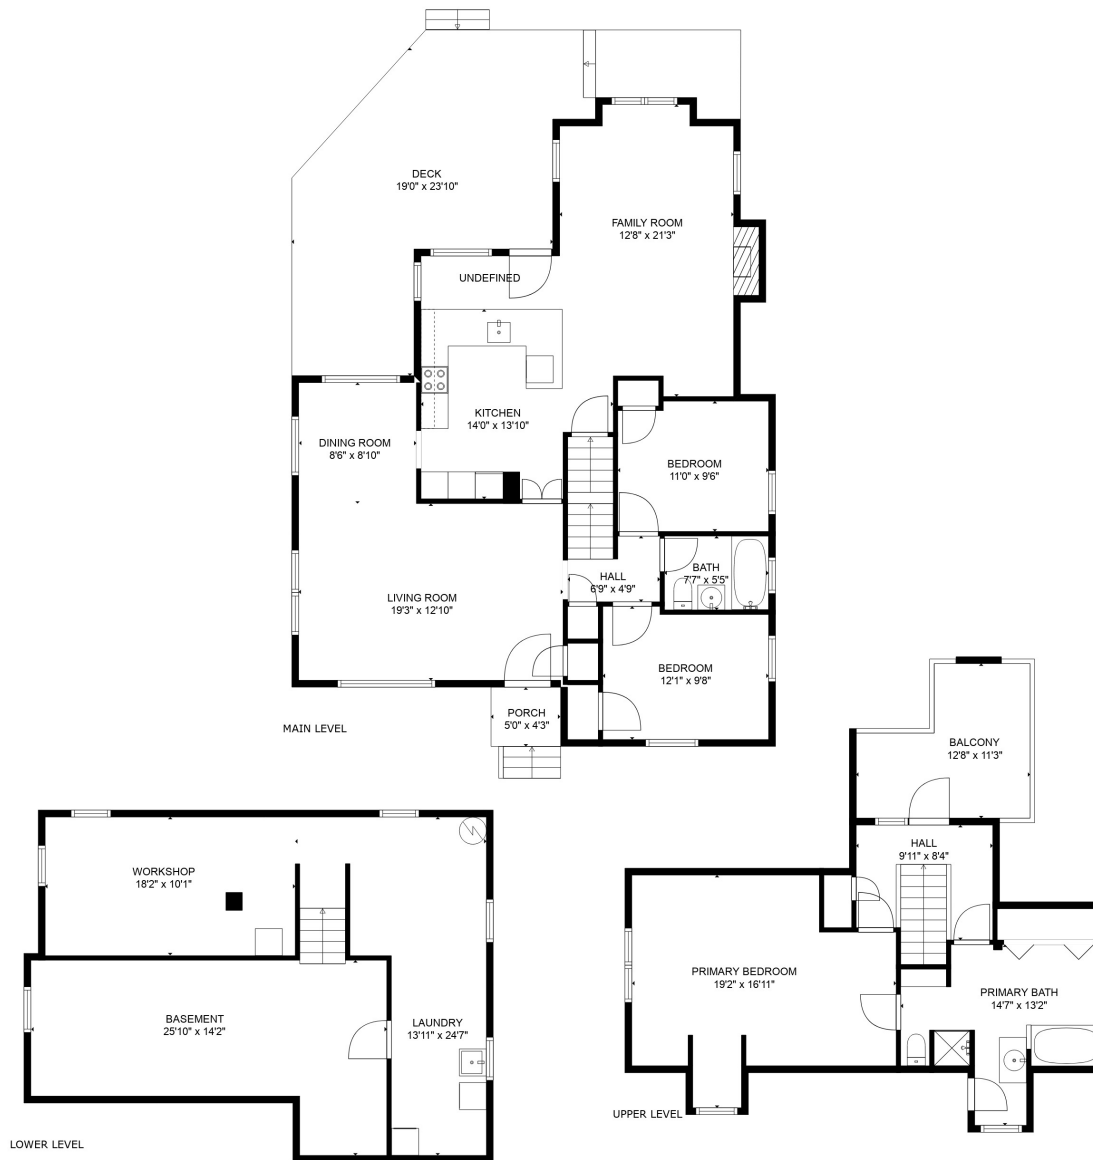 DECK
19'0" x 23'10"
FAMILY ROOM
12'8" x 21'3"
UNDEFINED
KITCHEN
14'0" x 13'10"
DINING ROOM
8'6" x 8'10"
BEDROOM
11'0" x 9'6"
BATH
7'7" x 5'5"
HALL
6'9" x 4'9"
LIVING ROOM
19'3" x 12'10"
BEDROOM
12'1" x 9'8"
PORCH
5'0" x 4'3"
MAIN LEVEL
BALCONY
12'8" x 11'3"
HALL
9'11" x 8'4"
PRIMARY BEDROOM
19'2" x 16'11"
PRIMARY BATH
14'7" x 13'2"
UPPER LEVEL
WORKSHOP
18'2" x 10'1"
BASEMENT
25'10" x 14'2"
LAUNDRY
13'11" x 24'7"
LOWER LEVEL